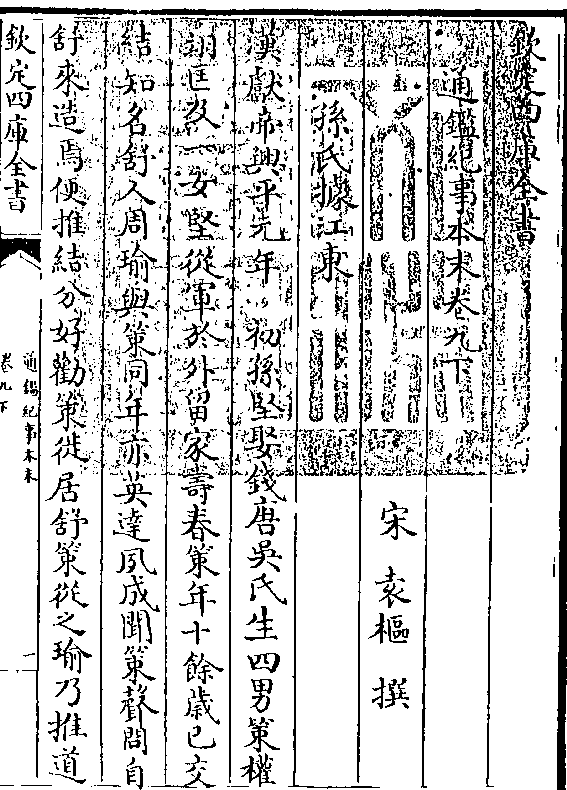 欽定四庫全書
通鑑紀事本末卷九下
宋 袁樞 撰
孫氏據江東
漢獻帝興平元年初孫堅娶錢唐吳氏生四男策權
翊匡及一女堅從軍於外留家壽春策年十餘歲已交
結知名舒人周瑜與策同年亦英達夙成聞策聲問自
舒來造焉便推結分好勸策徙居舒策從之瑜乃推道
欽定四庫全書
通鑑紀事本末
卷九下
一